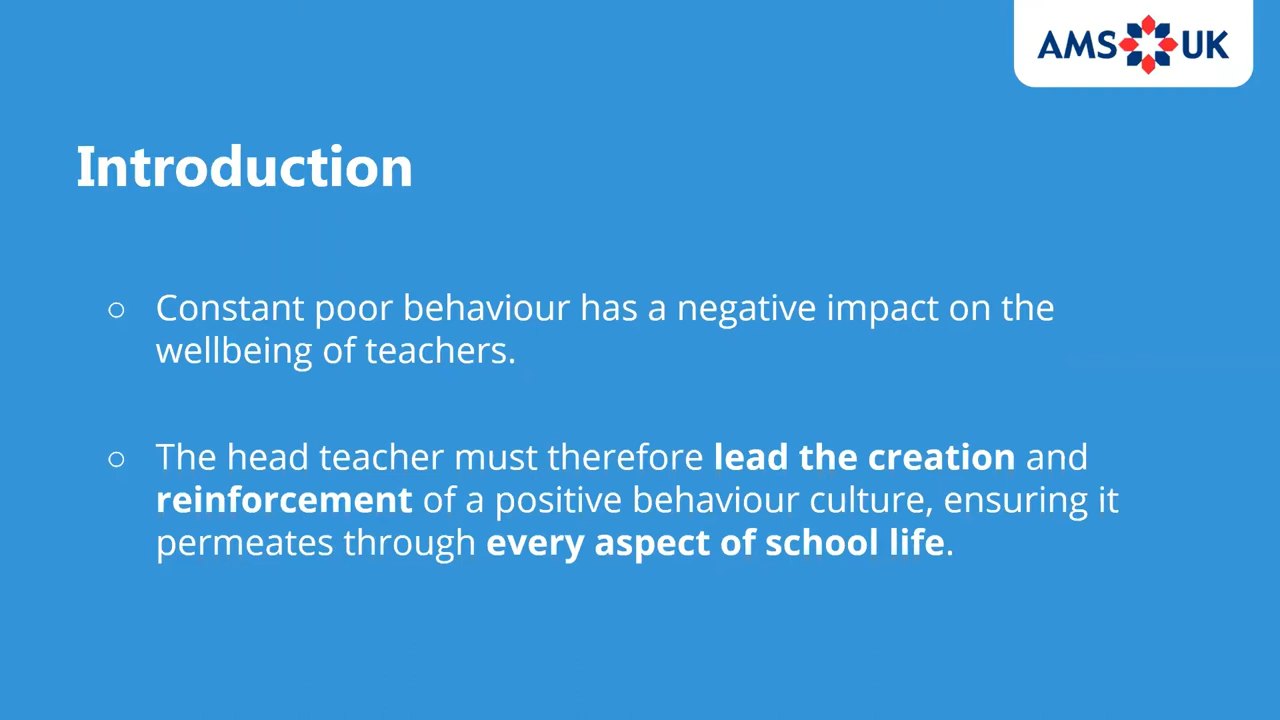 AMS UK
Introduction
○ Constant poor behaviour has a negative impact on the
wellbeing of teachers.
○ The head teacher must therefore lead the creation and
reinforcement of a positive behaviour culture, ensuring it
permeates through every aspect of school life.